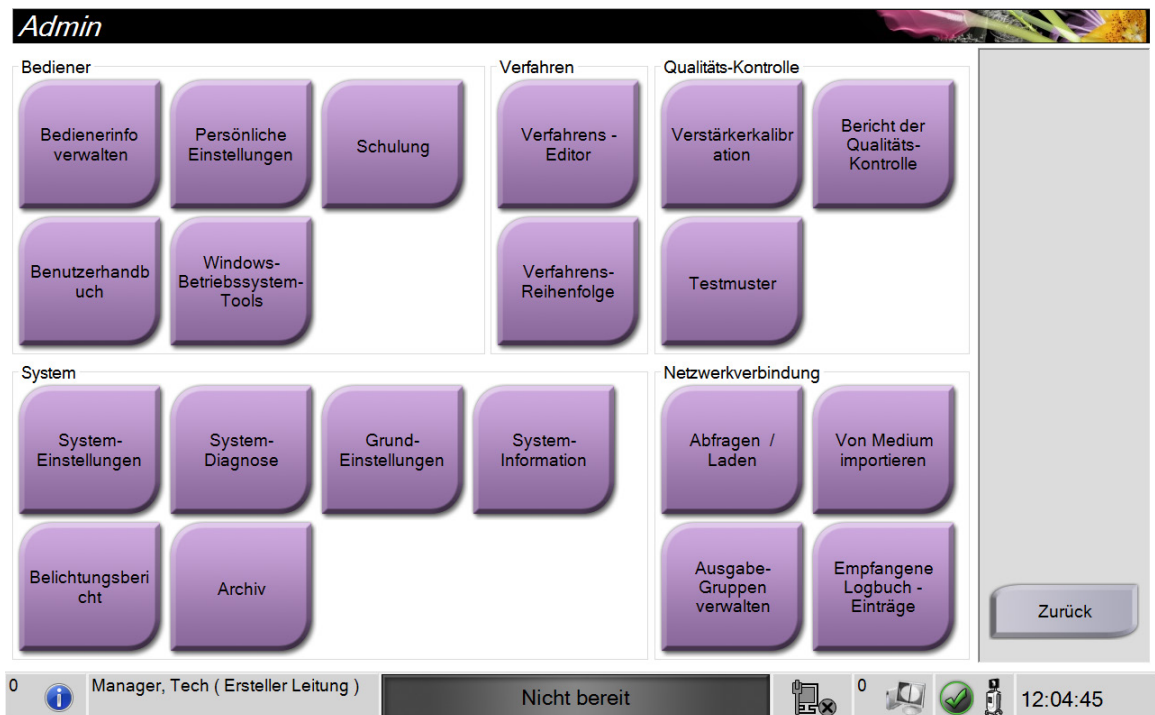 Admin
Bediener
Bedienerinfo
verwalten
Persönliche
Einstellungen
Schulung
Benutzerhandb
uch
Windows-
Betriebssystem-
Tools
Verfahren
Verfahrens -
Editor
Verfahrens-
Reihenfolge
Qualitäts-Kontrolle
Verstärkerkalibr
ation
Bericht der
Qualitäts-
Kontrolle
Testmuster
System
System-
Einstellungen
System-
Diagnose
Grund-
Einstellungen
System-
Information
Belichtungsberi
cht
Archiv
Netzwerkverbindung
Abfragen / 
Laden
Von Medium
importieren
Ausgabe-
Gruppen
verwalten
Empfangene
Logbuch -
Einträge
Zurück
0
Manager, Tech ( Ersteller Leitung )
Nicht bereit
0
12:04:45